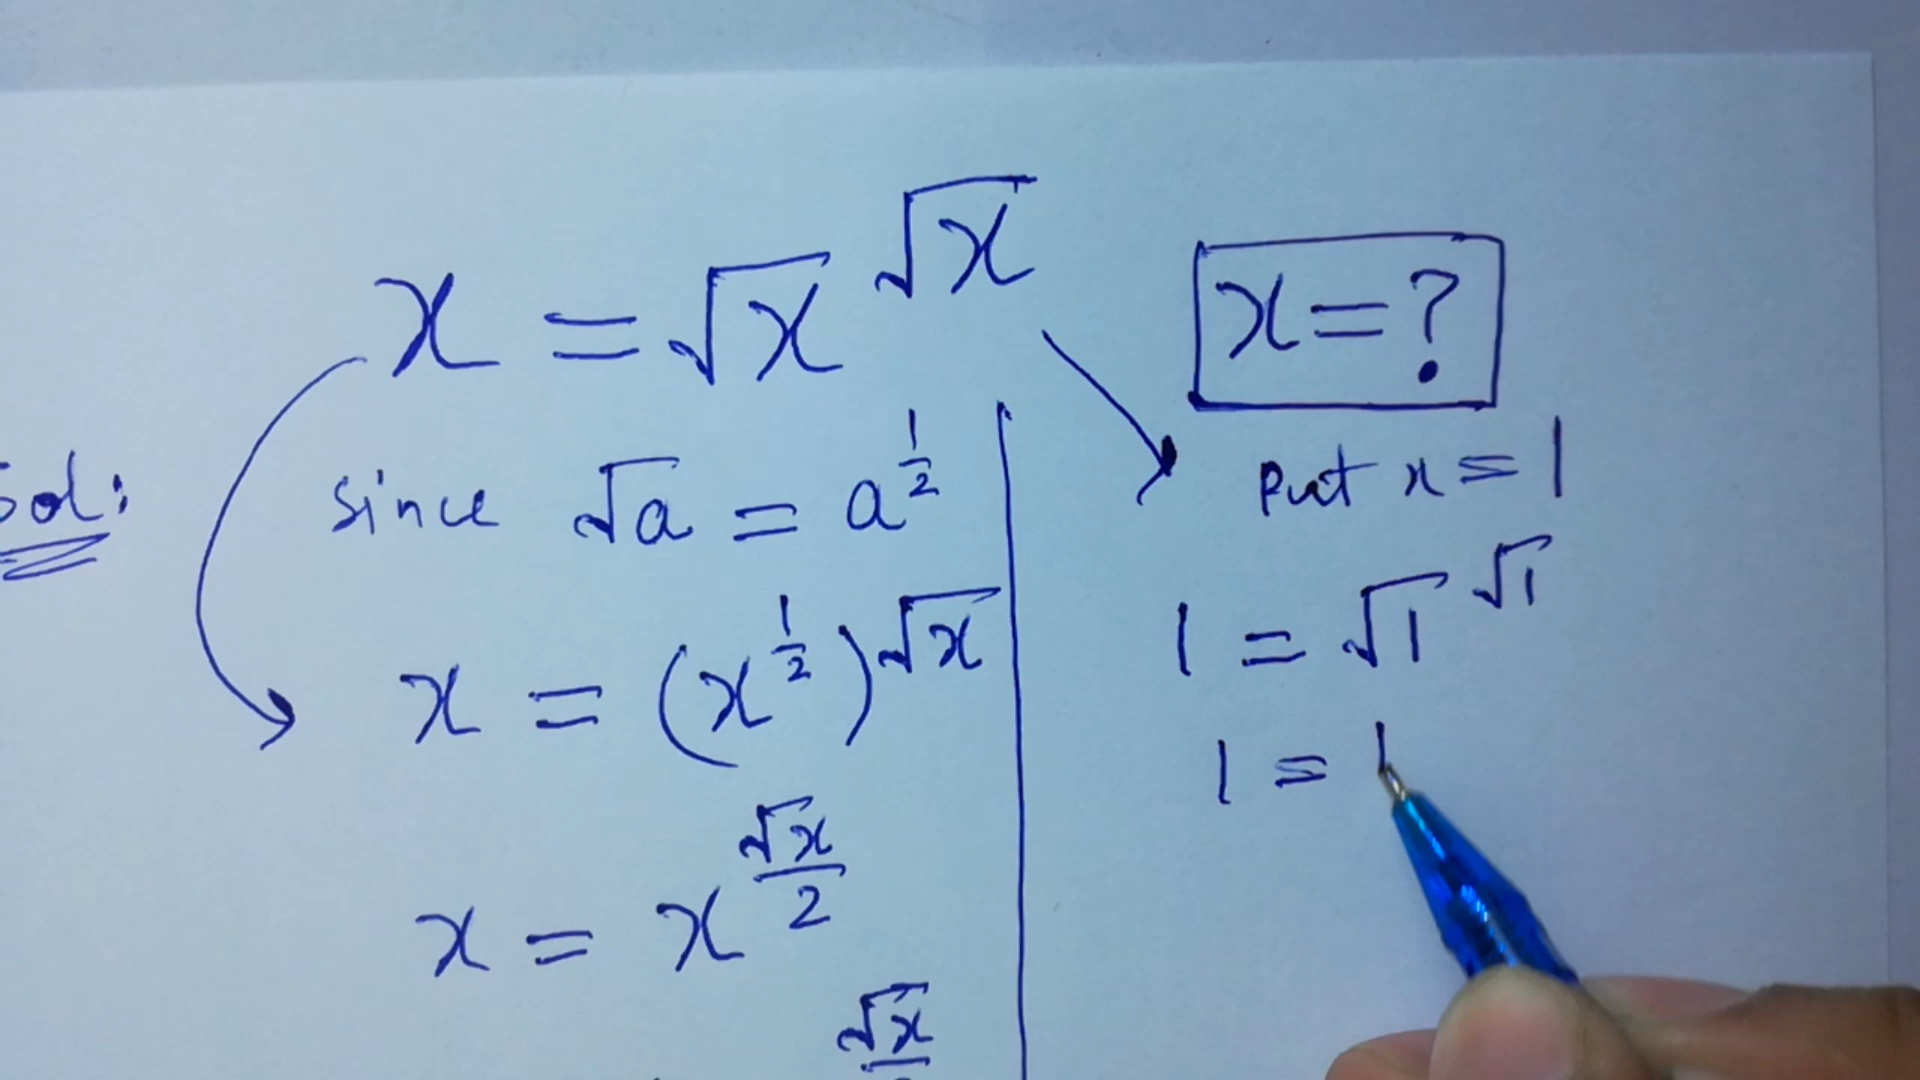 x = √x^√x
x = ?
Sol:
since √a = a^1/2
x = (x^1/2)^√x
x = x^√x/2
√x
Put x = 1
1 = √1^√1
1 = 1